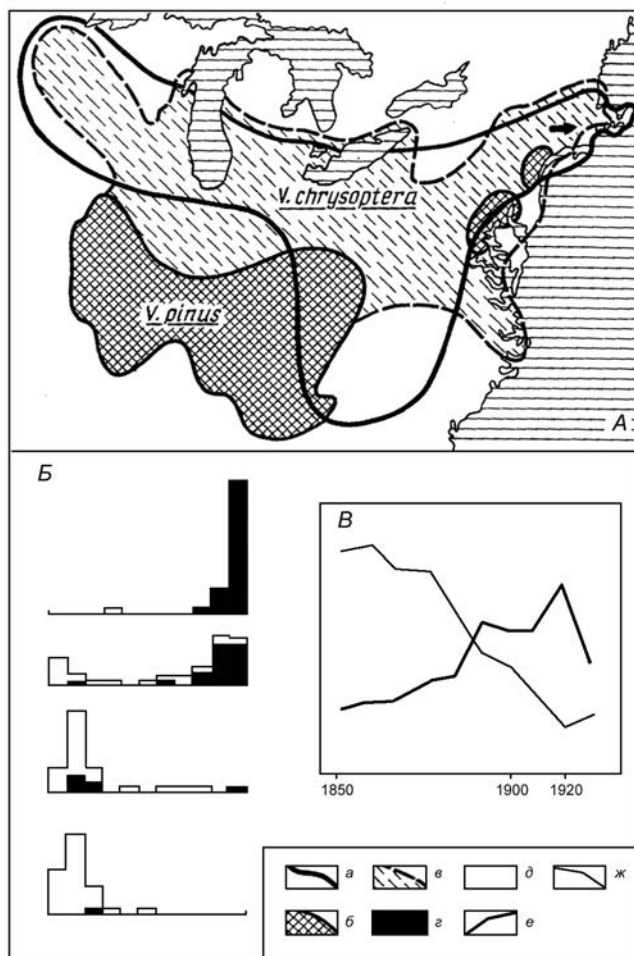 V. chrysoptera
V. pinus
А
Б
В
1850
1900
1920
а
в
д
ж
б
г
е